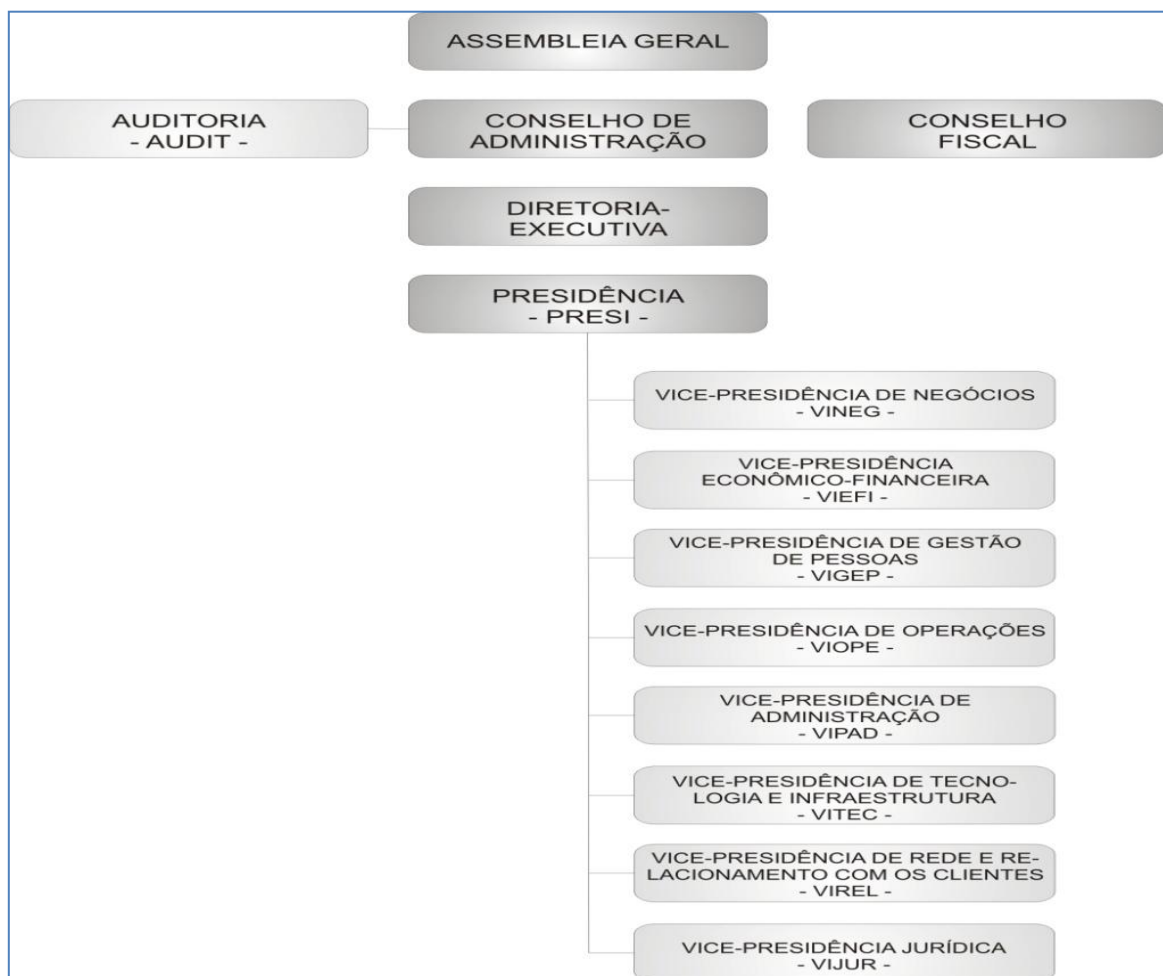 ASSEMBLEIA GERAL
AUDITORIA
- AUDIT -
CONSELHO DE
ADMINISTRAÇÃO
CONSELHO
FISCAL
DIRETORIA-
EXECUTIVA
PRESIDÊNCIA
- PRESI -
VICE-PRESIDÊNCIA DE NEGÓCIOS
- VINEG -
VICE-PRESIDÊNCIA
ECONÔMICO-FINANCEIRA
- VIEFI -
VICE-PRESIDÊNCIA DE GESTÃO
DE PESSOAS
- VIGEP -
VICE-PRESIDÊNCIA DE OPERAÇÕES
- VIOPE -
VICE-PRESIDÊNCIA DE
ADMINISTRAÇÃO
- VIPAD -
VICE-PRESIDÊNCIA DE TECNO-
LOGIA E INFRAESTRUTURA
- VITEC -
VICE-PRESIDÊNCIA DE REDE E RE-
LACIONAMENTO COM OS CLIENTES
- VIREL -
VICE-PRESIDÊNCIA JURÍDICA
- VIJUR -